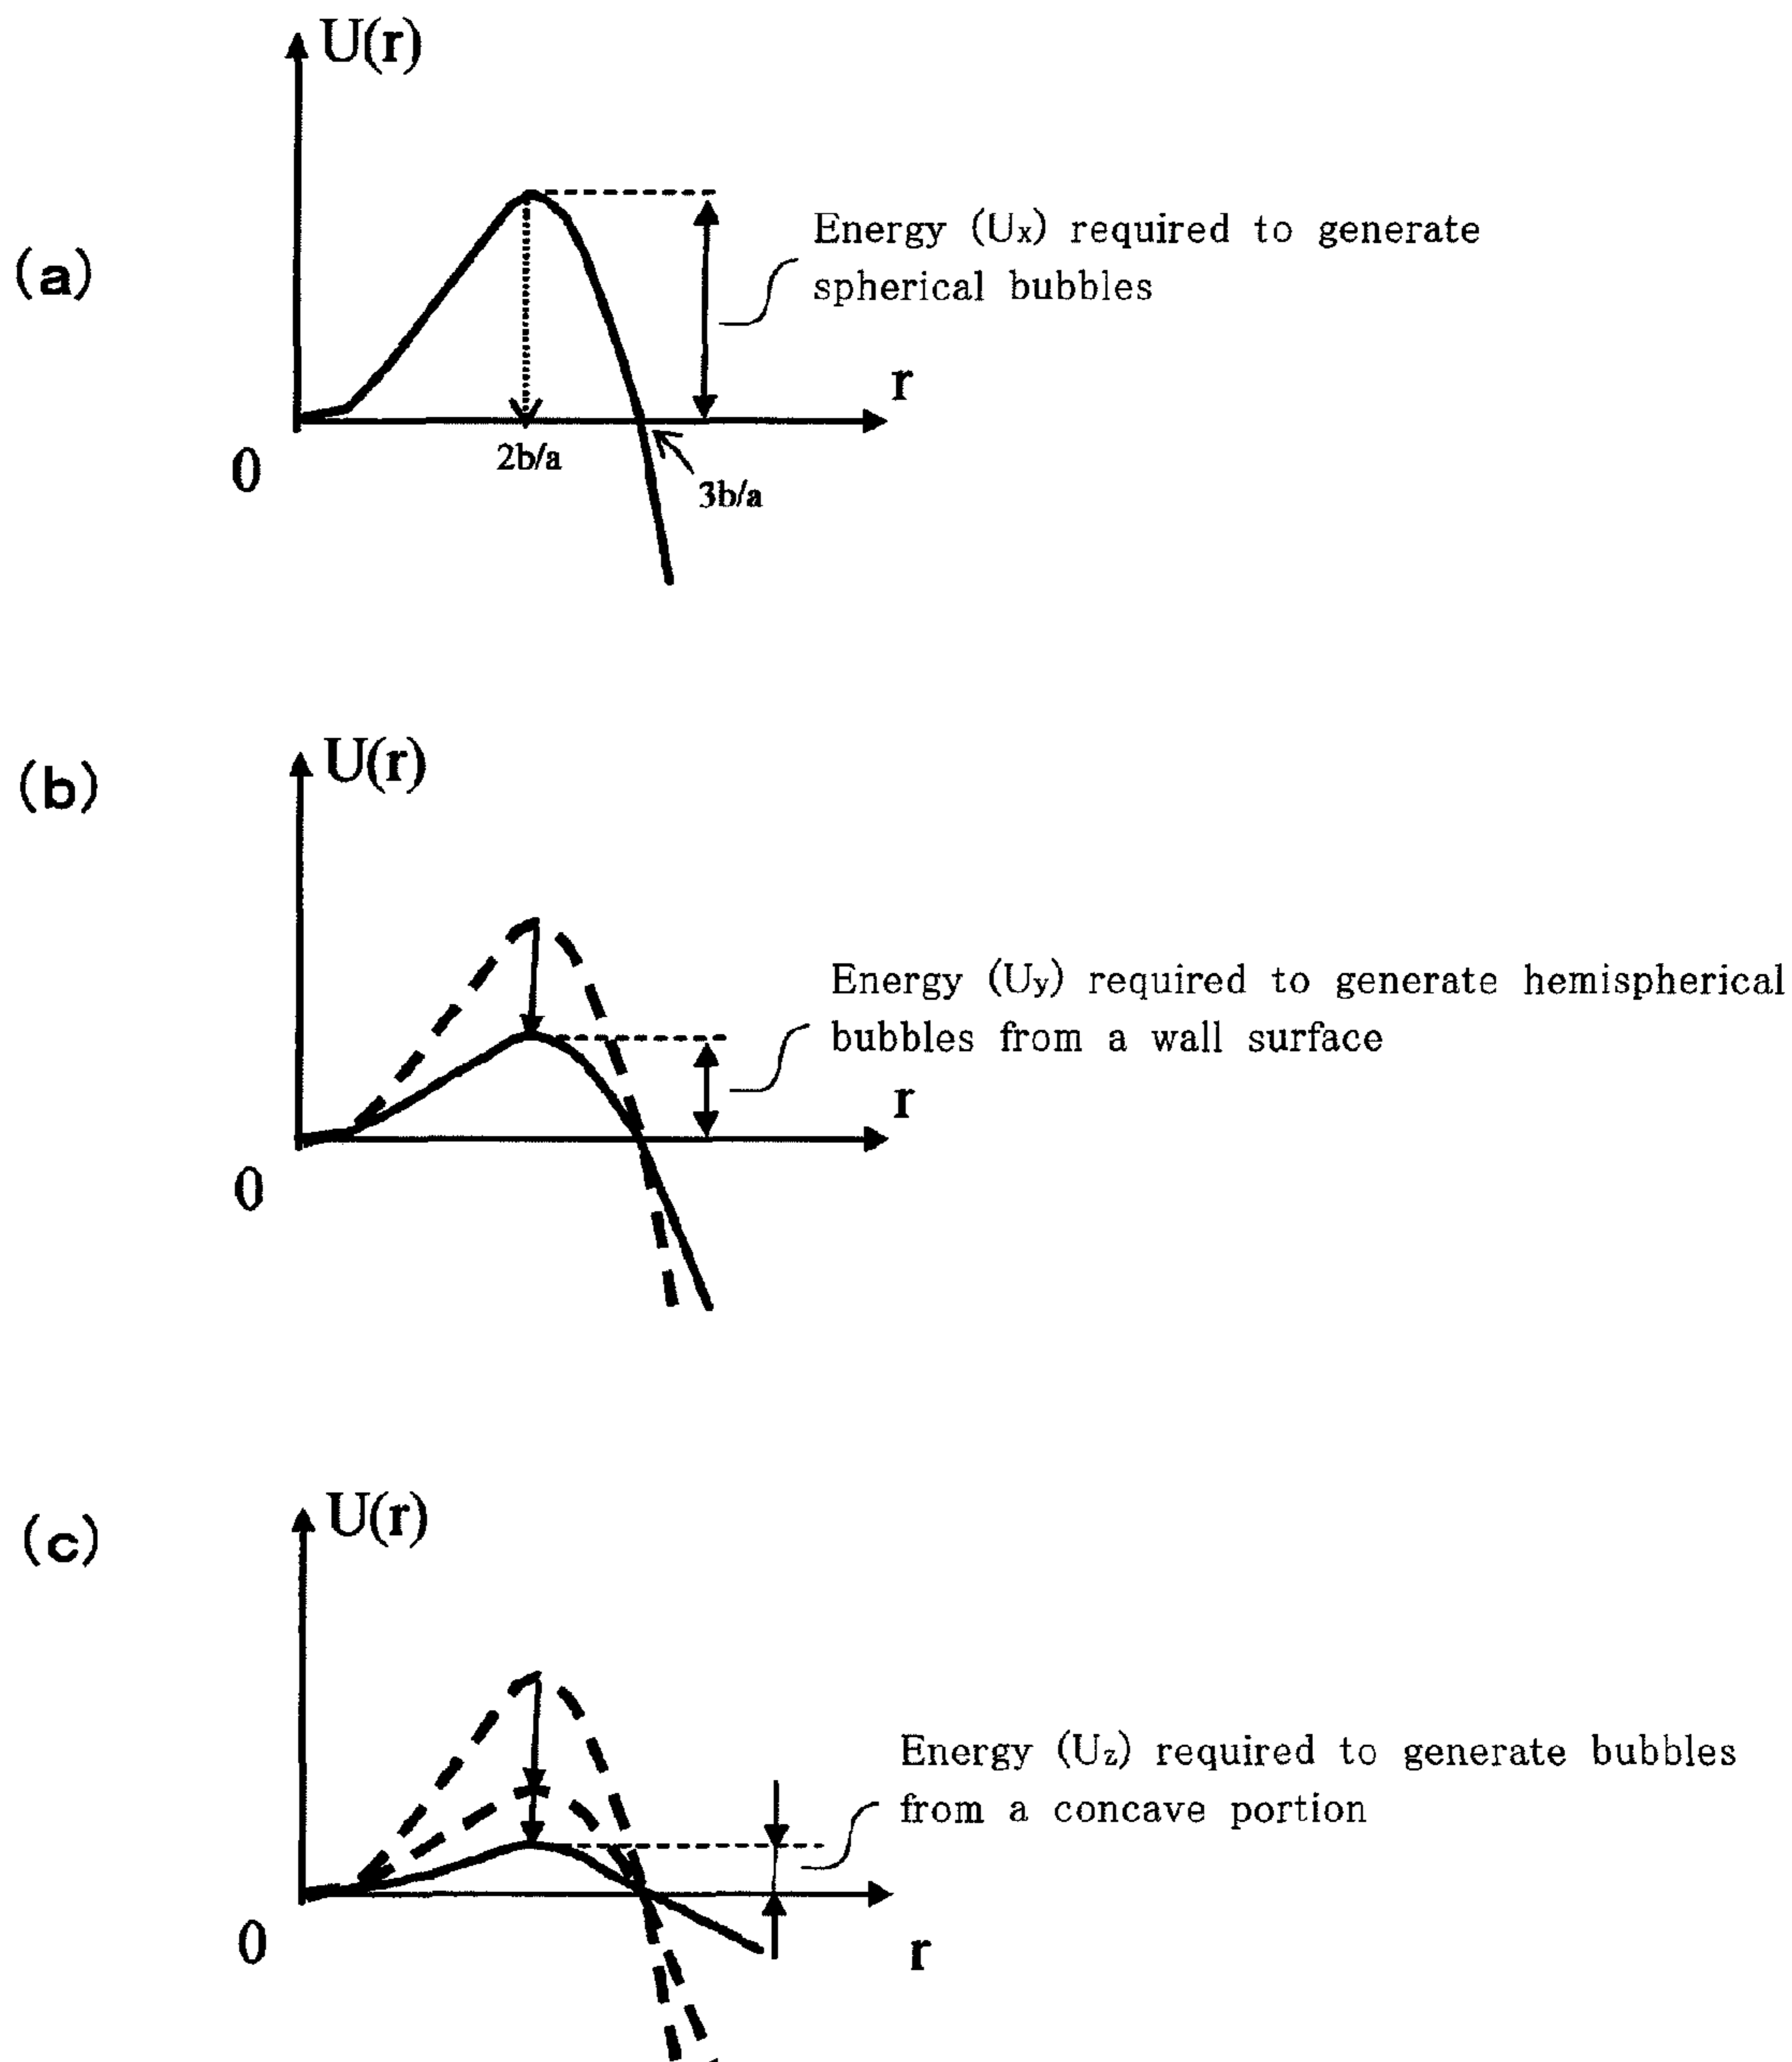 U(r)
(a)
Energy (Ux) required to generate
spherical bubbles
r
0
2b/a
3b/a
(b)
U(r)
Energy (Uy) required to generate hemispherical
bubbles from a wall surface
r
0
(c)
U(r)
Energy (Uz) required to generate bubbles
from a concave portion
0
r